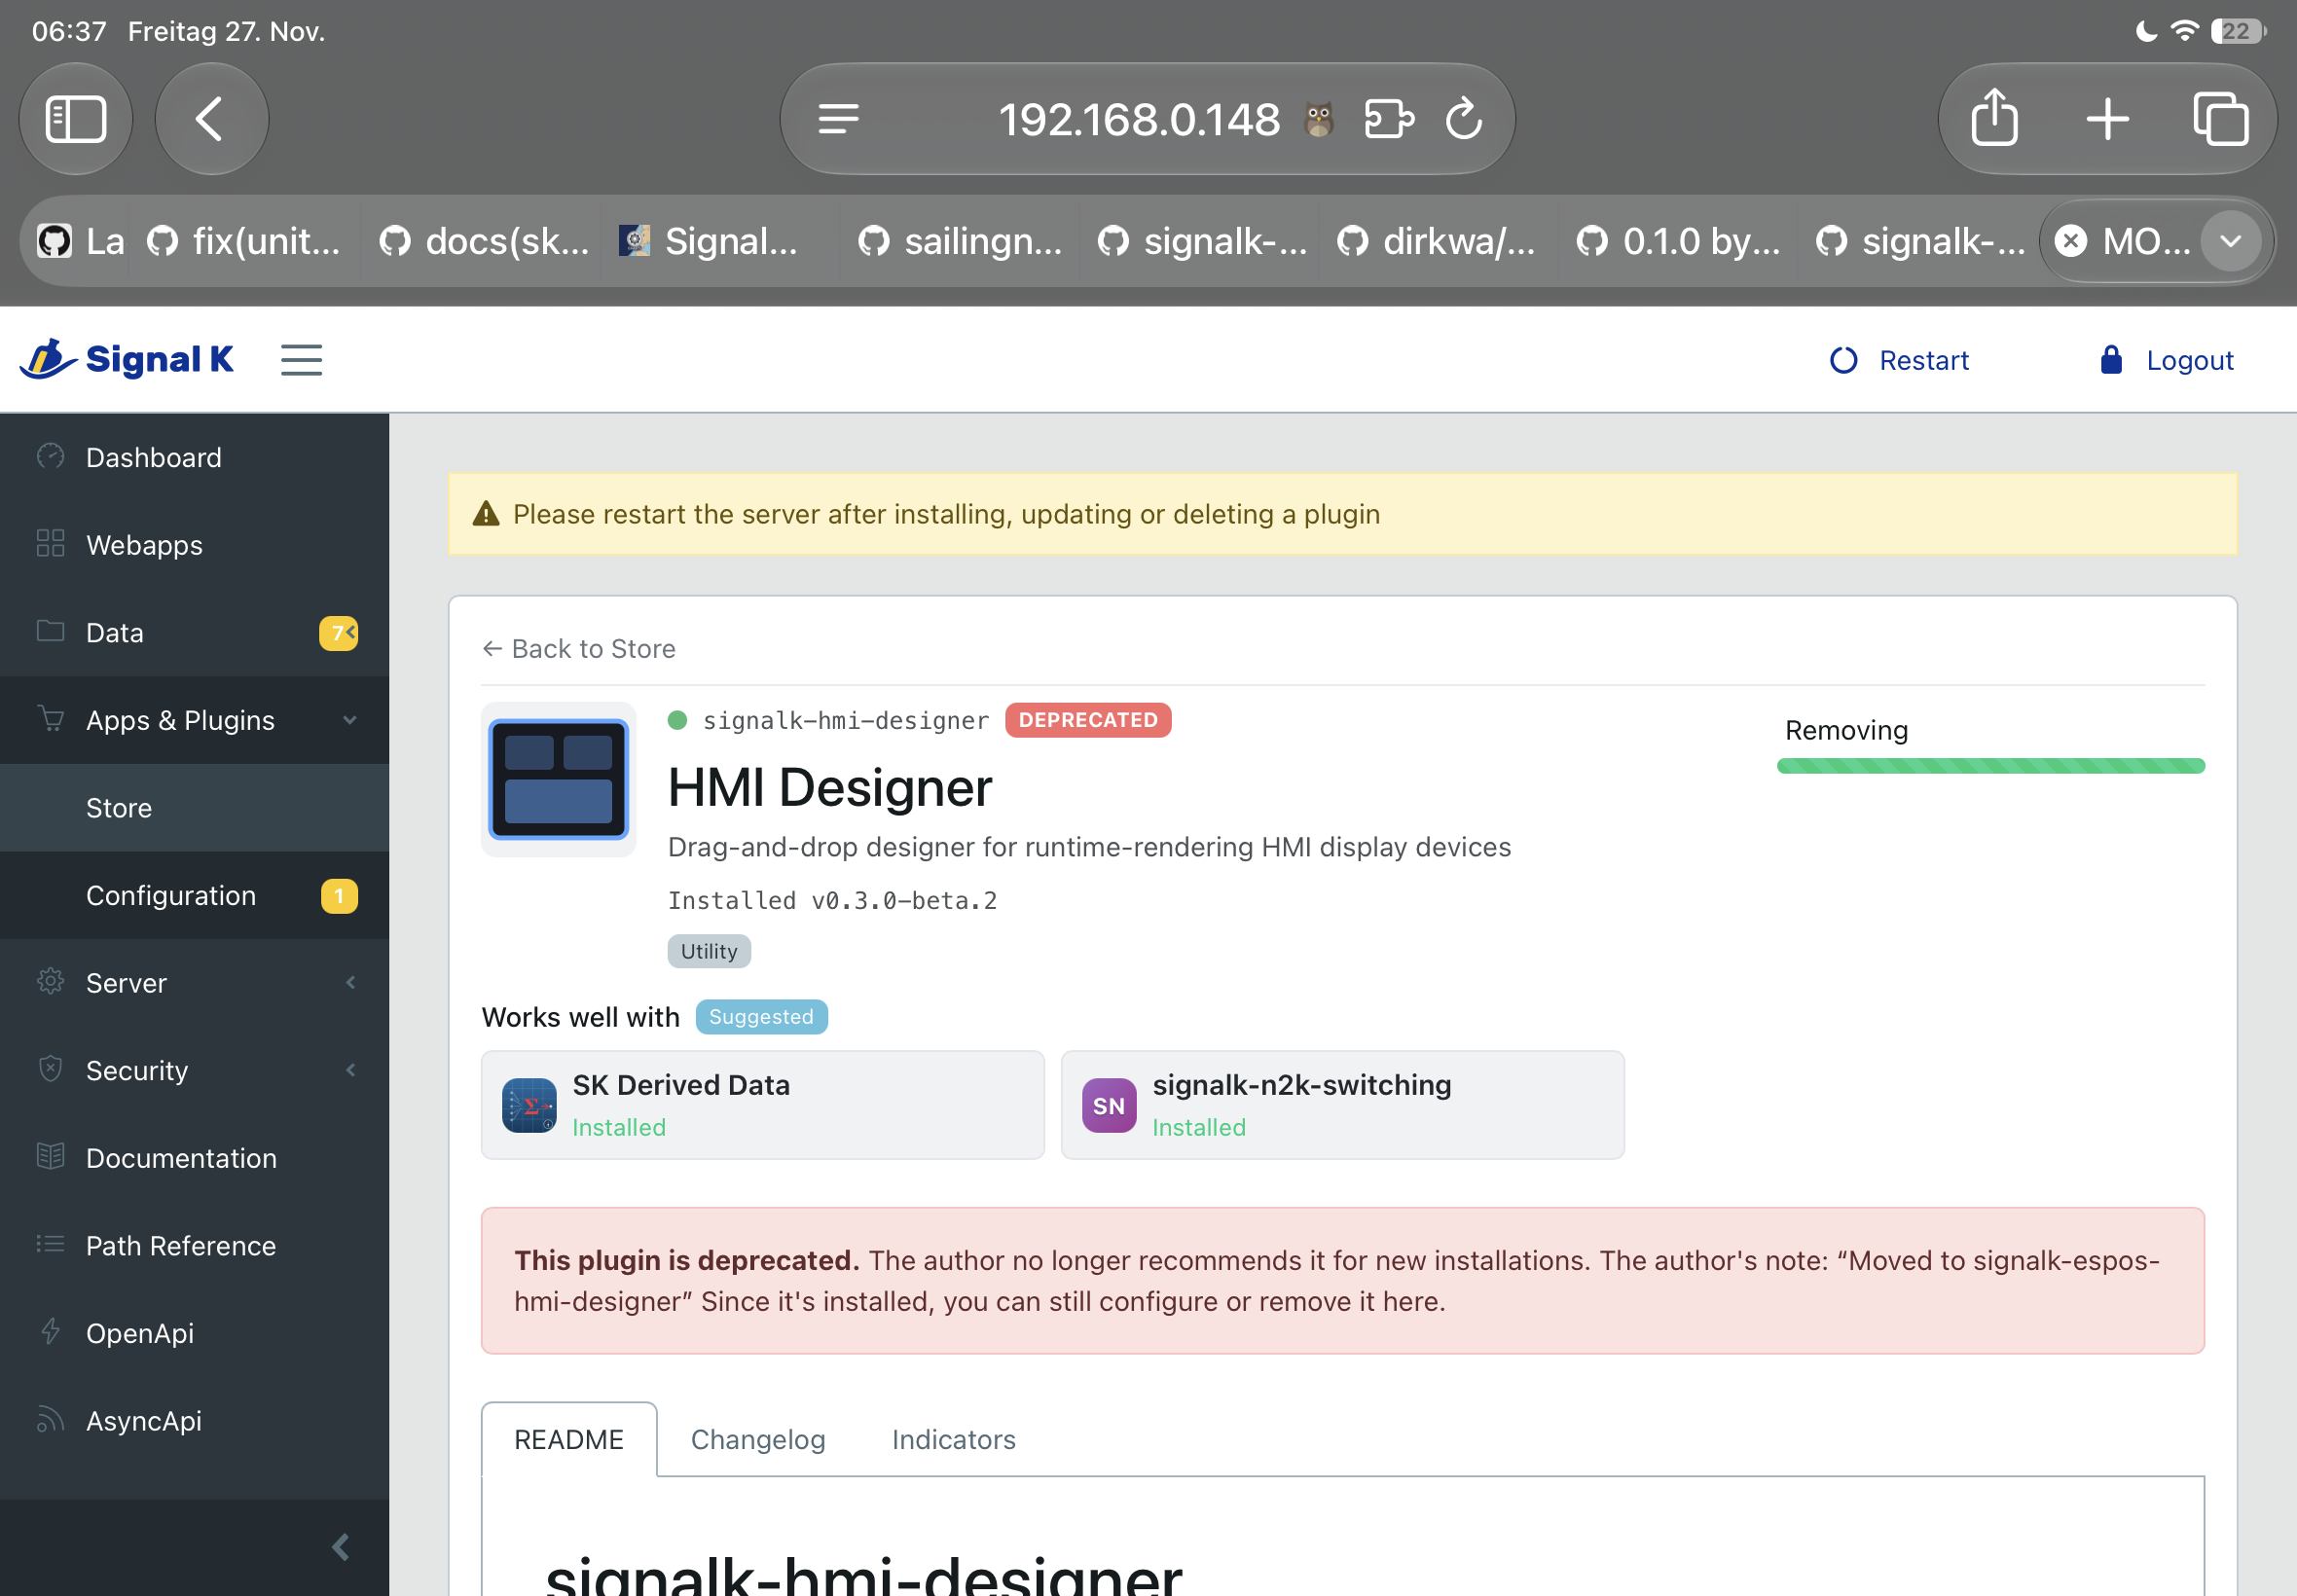 06:37 Freitag 27. Nov.
22
192.168.0.148
La
fix(unit...
docs(sk...
Signal...
sailingn...
signalk-...
dirkwa/...
0.1.0 by...
signalk-...
MO...
Signal K
Restart
Logout
Dashboard
Webapps
Data 7
Apps & Plugins
Store
Configuration 1
Server
Security
Documentation
Path Reference
OpenApi
AsyncApi
Please restart the server after installing, updating or deleting a plugin
← Back to Store
signalk-hmi-designer DEPRECATED
Removing
HMI Designer
Drag-and-drop designer for runtime-rendering HMI display devices
Installed v0.3.0-beta.2
Utility
Works well with Suggested
SK Derived Data
Installed
SN
signalk-n2k-switching
Installed
This plugin is deprecated. The author no longer recommends it for new installations. The author's note: “Moved to signalk-espos-
hmi-designer” Since it's installed, you can still configure or remove it here.
README
Changelog
Indicators
signalk-hmi-designer